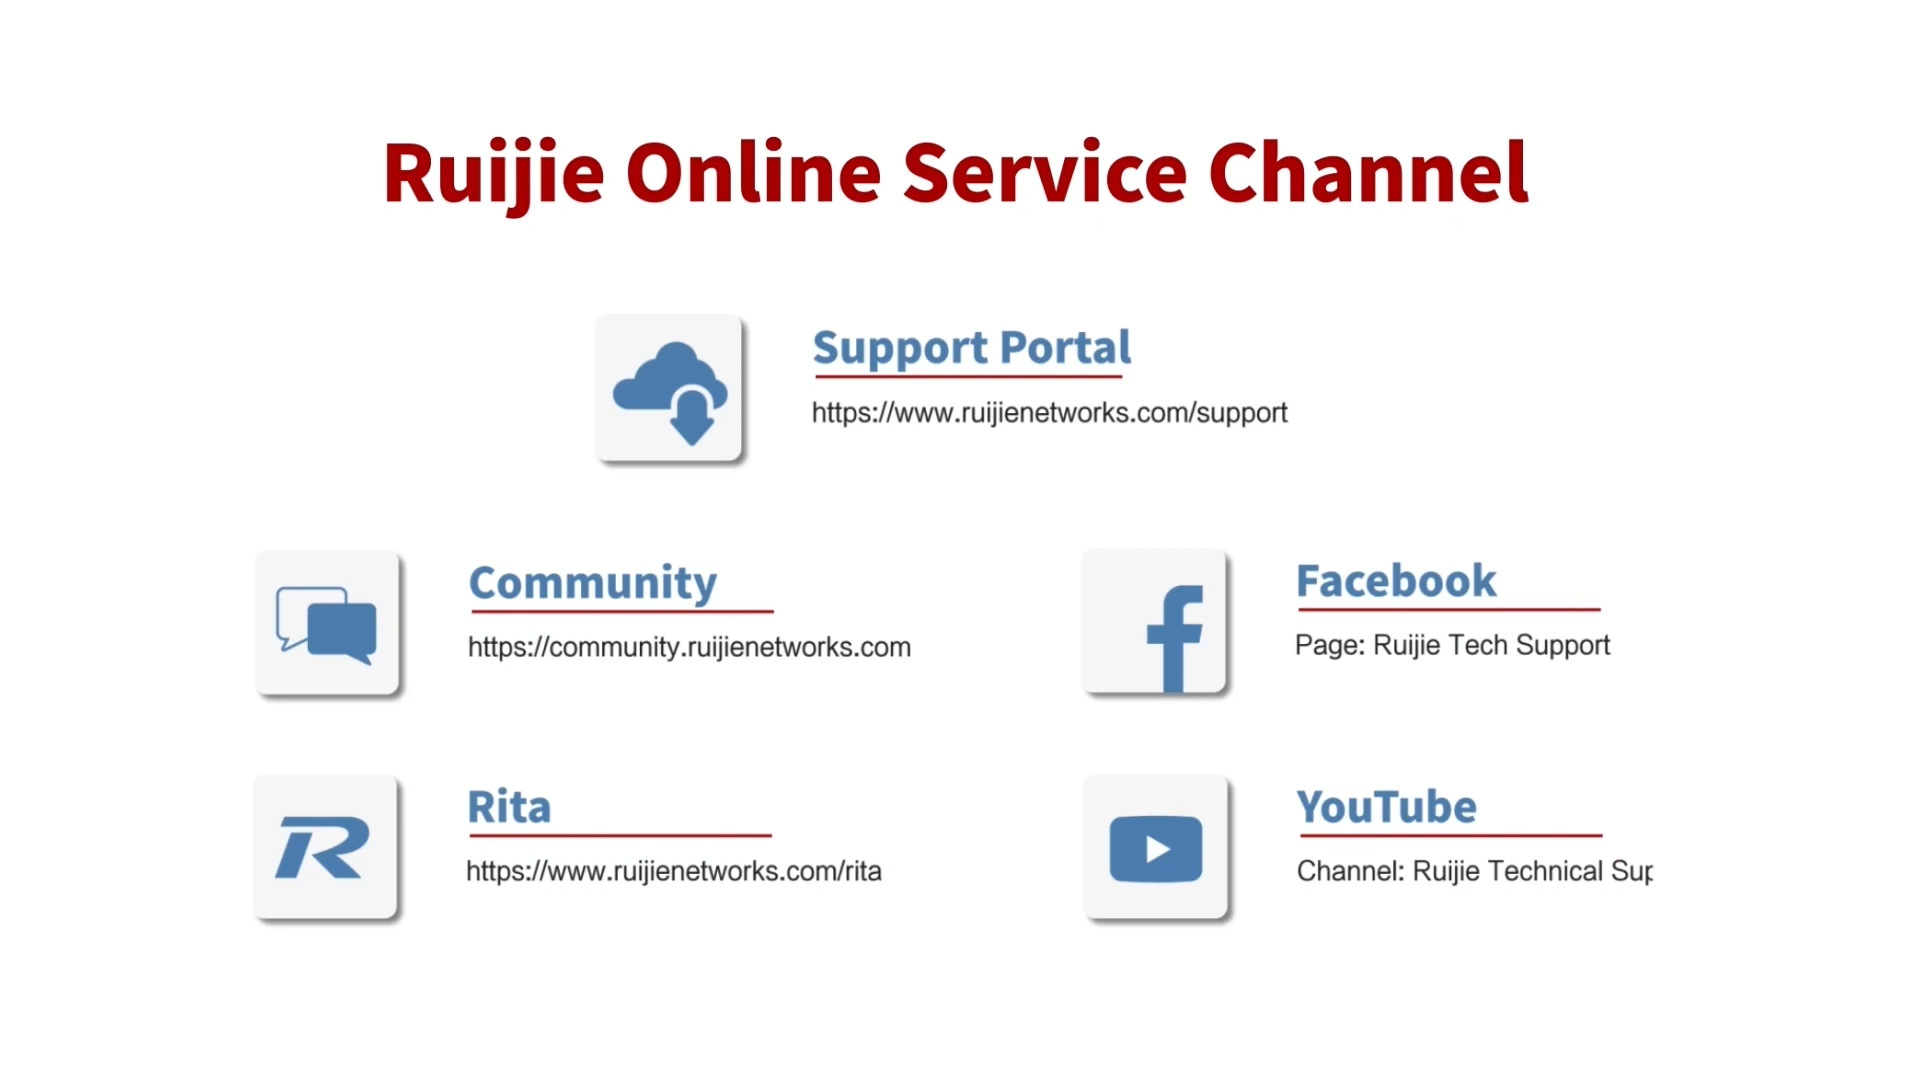 Ruijie Online Service Channel
Support Portal
https://www.ruijienetworks.com/support
Community
https://community.ruijienetworks.com
Facebook
Page: Ruijie Tech Support
Rita
https://www.ruijienetworks.com/rita
YouTube
Channel: Ruijie Technical Sup